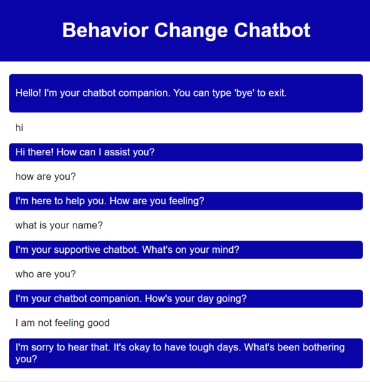 Behavior Change Chatbot
Hello! I'm your chatbot companion. You can type 'bye' to exit.
hi
Hi there! How can I assist you?
how are you?
I'm here to help you. How are you feeling?
what is your name?
I'm your supportive chatbot. What's on your mind?
who are you?
I'm your chatbot companion. How's your day going?
I am not feeling good
I'm sorry to hear that. It's okay to have tough days. What's been bothering
you?